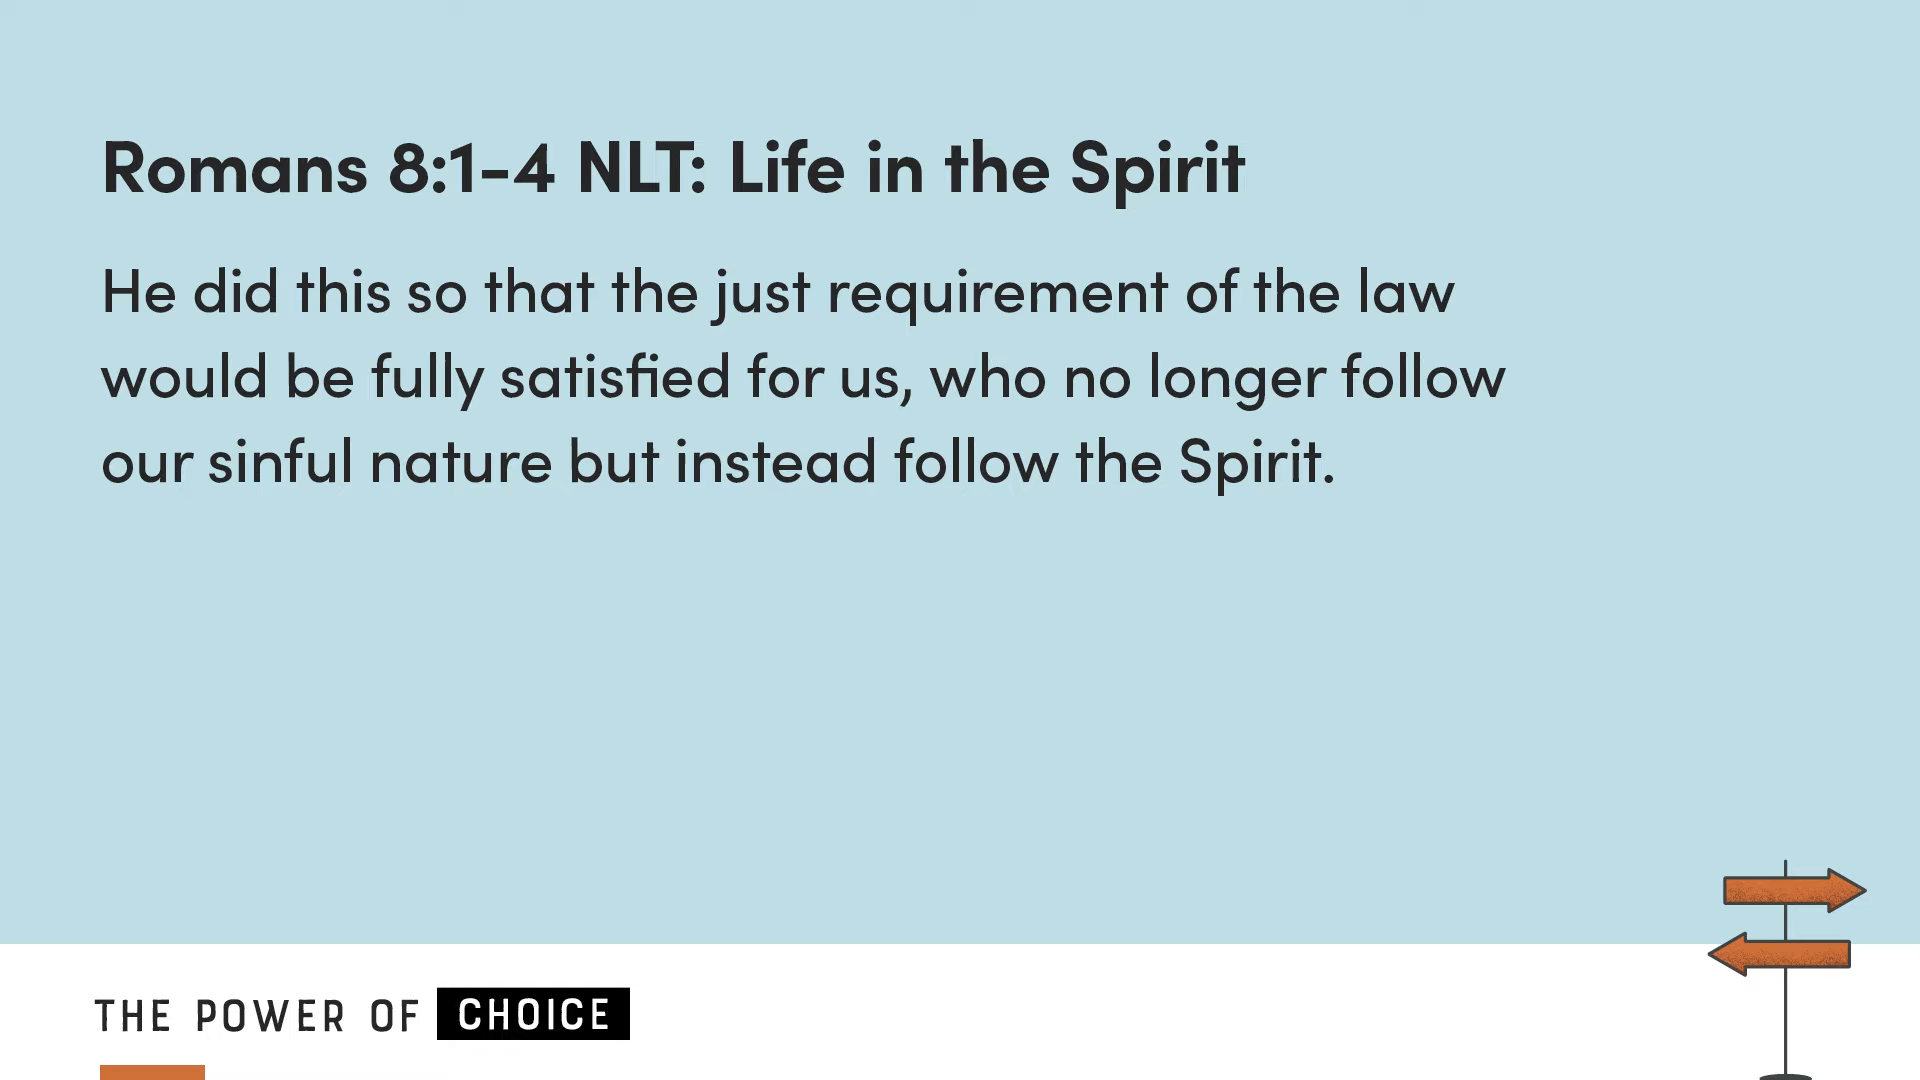 Romans 8:1-4 NLT: Life in the Spirit
He did this so that the just requirement of the law
would be fully satisfied for us, who no longer follow
our sinful nature but instead follow the Spirit.
THE POWER OF CHOICE